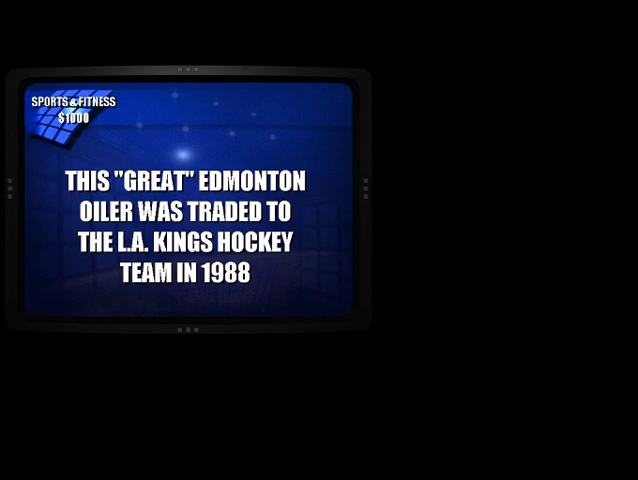 SPORTS & FITNESS
$1000
THIS "GREAT" EDMONTON
OILER WAS TRADED TO
THE L.A. KINGS HOCKEY
TEAM IN 1988